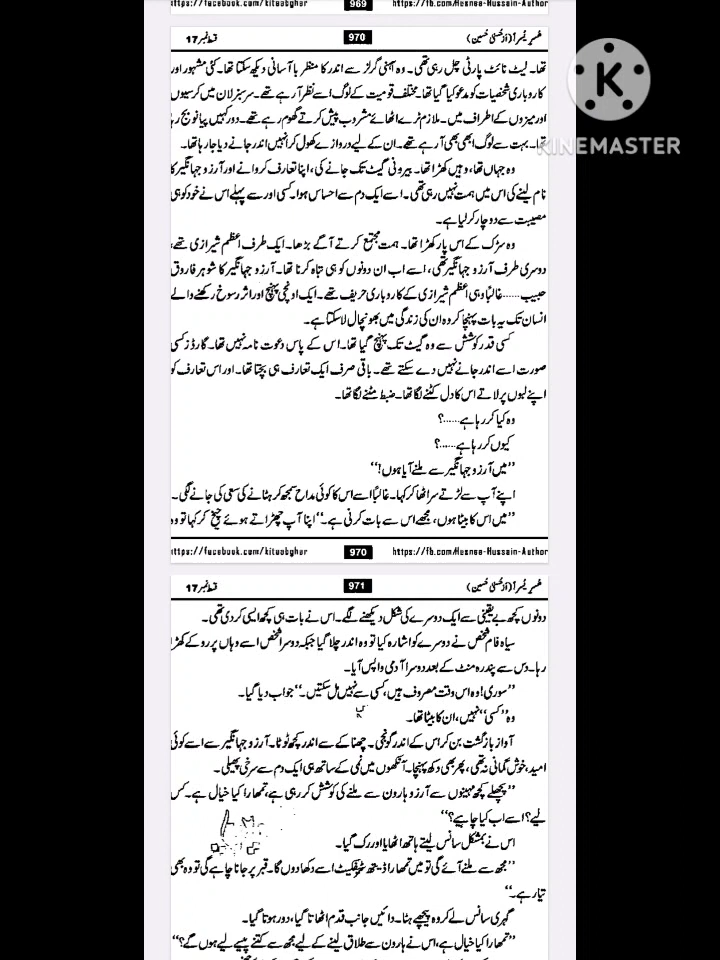 https://facebook.com/kitabghar
969
https://fb.com/Husnaa-Hussain-Author
قسط نمبر 17
970
عُسرِ یُسراً (از حُسنیٰ حسین)
KINEMASTER
تھا۔ لیٹ نائٹ پارٹی چل رہی تھی۔ وہ آہنی گرلز سے اندر کا منظر با آسانی دیکھ سکتا تھا۔ کئی مشہور اور
کاروباری شخصیات کو مدعو کیا گیا تھا۔ مختلف قومیت کے لوگ اسے نظر آ رہے تھے۔ سرسبز لان میں کرسیوں
اور میزوں کے اطراف میں۔ ملازم ٹرے اٹھائے مشروب پیش کرتے گھوم رہے تھے۔ دور کہیں پیانو بج رہا
تھا۔ بہت سے لوگ ابھی بھی آ رہے تھے۔ ان کے لیے دروازے کھول کر انہیں اندر جانے دیا جا رہا تھا۔
وہ جہاں تھا، وہیں کھڑا تھا۔ بیرونی گیٹ تک جانے کی، اپنا تعارف کروانے اور آرزو جہانگیر کا
نام لینے کی اس میں ہمت نہیں رہی تھی۔ اسے ایک دم سے احساس ہوا۔ کسی اور سے پہلے اس نے خود کو ہی
مصیبت سے دوچار کر لیا ہے۔
وہ سڑک کے اس پار کھڑا تھا۔ ہمت مجتمع کرتے آگے بڑھا۔ ایک طرف اعظم شیرازی تھے،
دوسری طرف آرزو جہانگیر تھی، اسے اب ان دونوں کو ہی تباہ کرنا تھا۔ آرزو جہانگیر کا شوہر فاروق
حبیب...... غالباً وہی اعظم شیرازی کے کاروباری حریف تھے۔ ایک اونچی پہنچ اور اثر رسوخ رکھنے والے
انسان تک یہ بات پہنچا کر وہ ان کی زندگی میں بھونچال لا سکتا ہے۔
کسی قدر کوشش سے وہ گیٹ تک پہنچ گیا تھا۔ اس کے پاس دعوت نامہ نہیں تھا۔ گارڈز کسی
صورت اسے اندر جانے نہیں دے سکتے تھے۔ باقی صرف ایک تعارف ہی بچتا تھا۔ اور اس تعارف کو
اپنے لبوں پر لاتے اس کا دل کٹنے لگا تھا۔ ضبط مٹنے لگا تھا۔
وہ کیا کر رہا ہے......؟
کیوں کر رہا ہے......؟
’’میں آرزو جہانگیر سے ملنے آیا ہوں!‘‘
اپنے آپ سے لڑتے سر اٹھا کر کہا۔ غالباً اسے اس کا کوئی مداح سمجھ کر ہٹانے کی سعی کی جانے لگی۔
’’میں اس کا بیٹا ہوں، مجھے اس سے بات کرنی ہے۔‘‘ اپنا آپ چھڑاتے ہوئے چیخ کر کہا تو وہ
https://facebook.com/kitabghar
970
https://fb.com/Husnaa-Hussain-Author
قسط نمبر 17
971
عُسرِ یُسراً (از حُسنیٰ حسین)
دونوں کچھ بے یقینی سے ایک دوسرے کی شکل دیکھنے لگے۔ اس نے بات ہی کچھ ایسی کر دی تھی۔
سیاہ فام شخص نے دوسرے کو اشارہ کیا تو وہ اندر چلا گیا جبکہ دوسرا شخص اسے وہاں پر روکے کھڑا
رہا۔ دس سے پندرہ منٹ کے بعد دوسرا آدمی واپس آیا۔
’’سوری! وہ اس وقت مصروف ہیں، کسی سے نہیں مل سکتیں۔‘‘ جواب دیا گیا۔
وہ ’’کسی‘‘ نہیں، ان کا بیٹا تھا۔
آواز بازگشت بن کر اس کے اندر گونجی۔ چھناکے سے اندر کچھ ٹوٹا۔ آرزو جہانگیر سے اسے کوئی
امید، خوش گمانی نہ تھی، پھر بھی دکھ پہنچا۔ آنکھوں میں نمی کے ساتھ ہی ایک دم سے سرخی پھیلی۔
’’پچھلے کچھ مہینوں سے آرزو ہارون سے ملنے کی کوشش کر رہی ہے، تمہارا کیا خیال ہے۔ کس
لیے؟ اسے اب کیا چاہیے؟‘‘
اس نے بمشکل سانس لیتے ہاتھ اٹھایا اور رک گیا۔
’’مجھ سے ملنے آئے گی تو میں تمہارا ڈیتھ سرٹیفکیٹ اسے دکھا دوں گا۔ قبر پر جانا چاہے گی تو وہ بھی
تیار ہے۔‘‘
گہری سانس لے کر وہ پیچھے ہٹا۔ دائیں جانب قدم اٹھاتا گیا، دور ہوتا گیا۔
’’تمہارا کیا خیال ہے، اس نے ہارون سے طلاق لینے کے لیے مجھ سے کتنے پیسے لیے ہوں گے؟‘‘